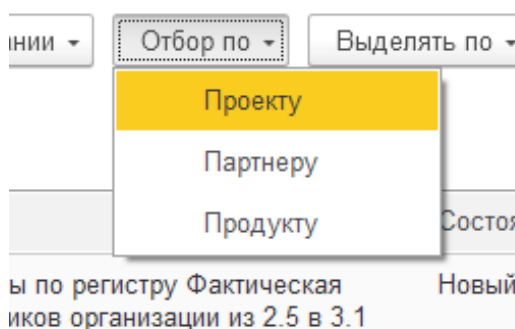 нии
Отбор по
Выделять по
Проекту
Партнеру
Продукту
Состоя
ы по регистру Фактическая
Новый
иков организации из 2.5 в 3.1